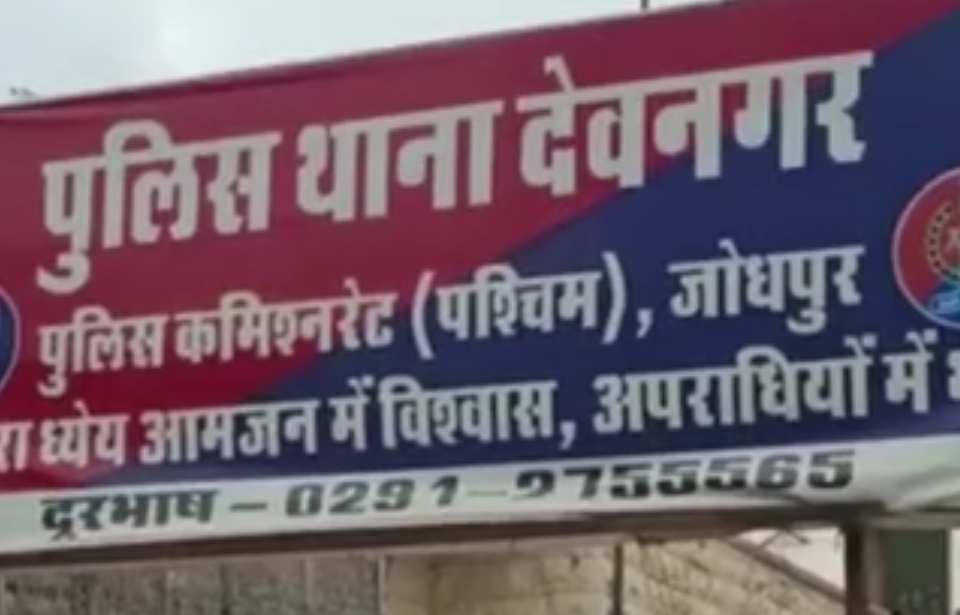 पुलिस थाना देवनगर
पुलिस कमिश्नरेट (पश्चिम), जोधपुर
ध्येय आमजन में विश्वास, अपराधियों में
दूरभाष - 0291-2755565